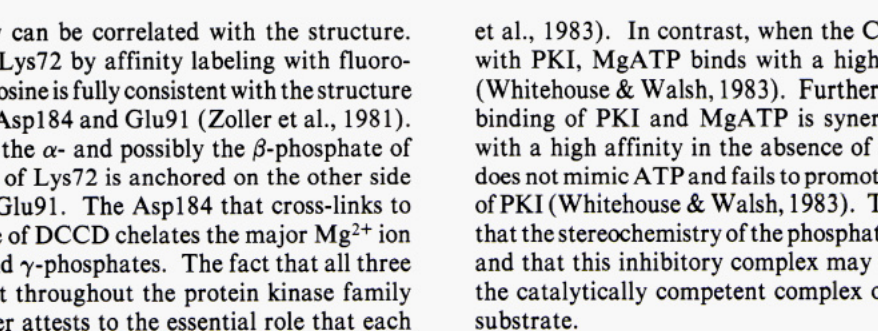 can be correlated with the structure.
Lys72 by affinity labeling with fluoro-
osine is fully consistent with the structure
Asp184 and Glu91 (Zoller et al., 1981).
the α- and possibly the β-phosphate of
of Lys72 is anchored on the other side
Glu91. The Asp184 that cross-links to
of DCCD chelates the major Mg²⁺ ion
d γ-phosphates. The fact that all three
t throughout the protein kinase family
er attests to the essential role that each
et al., 1983). In contrast, when the C
with PKI, MgATP binds with a high
(Whitehouse & Walsh, 1983). Further
binding of PKI and MgATP is syner
with a high affinity in the absence of
does not mimic ATP and fails to promot
of PKI (Whitehouse & Walsh, 1983). T
that the stereochemistry of the phosphat
and that this inhibitory complex may
the catalytically competent complex
substrate.